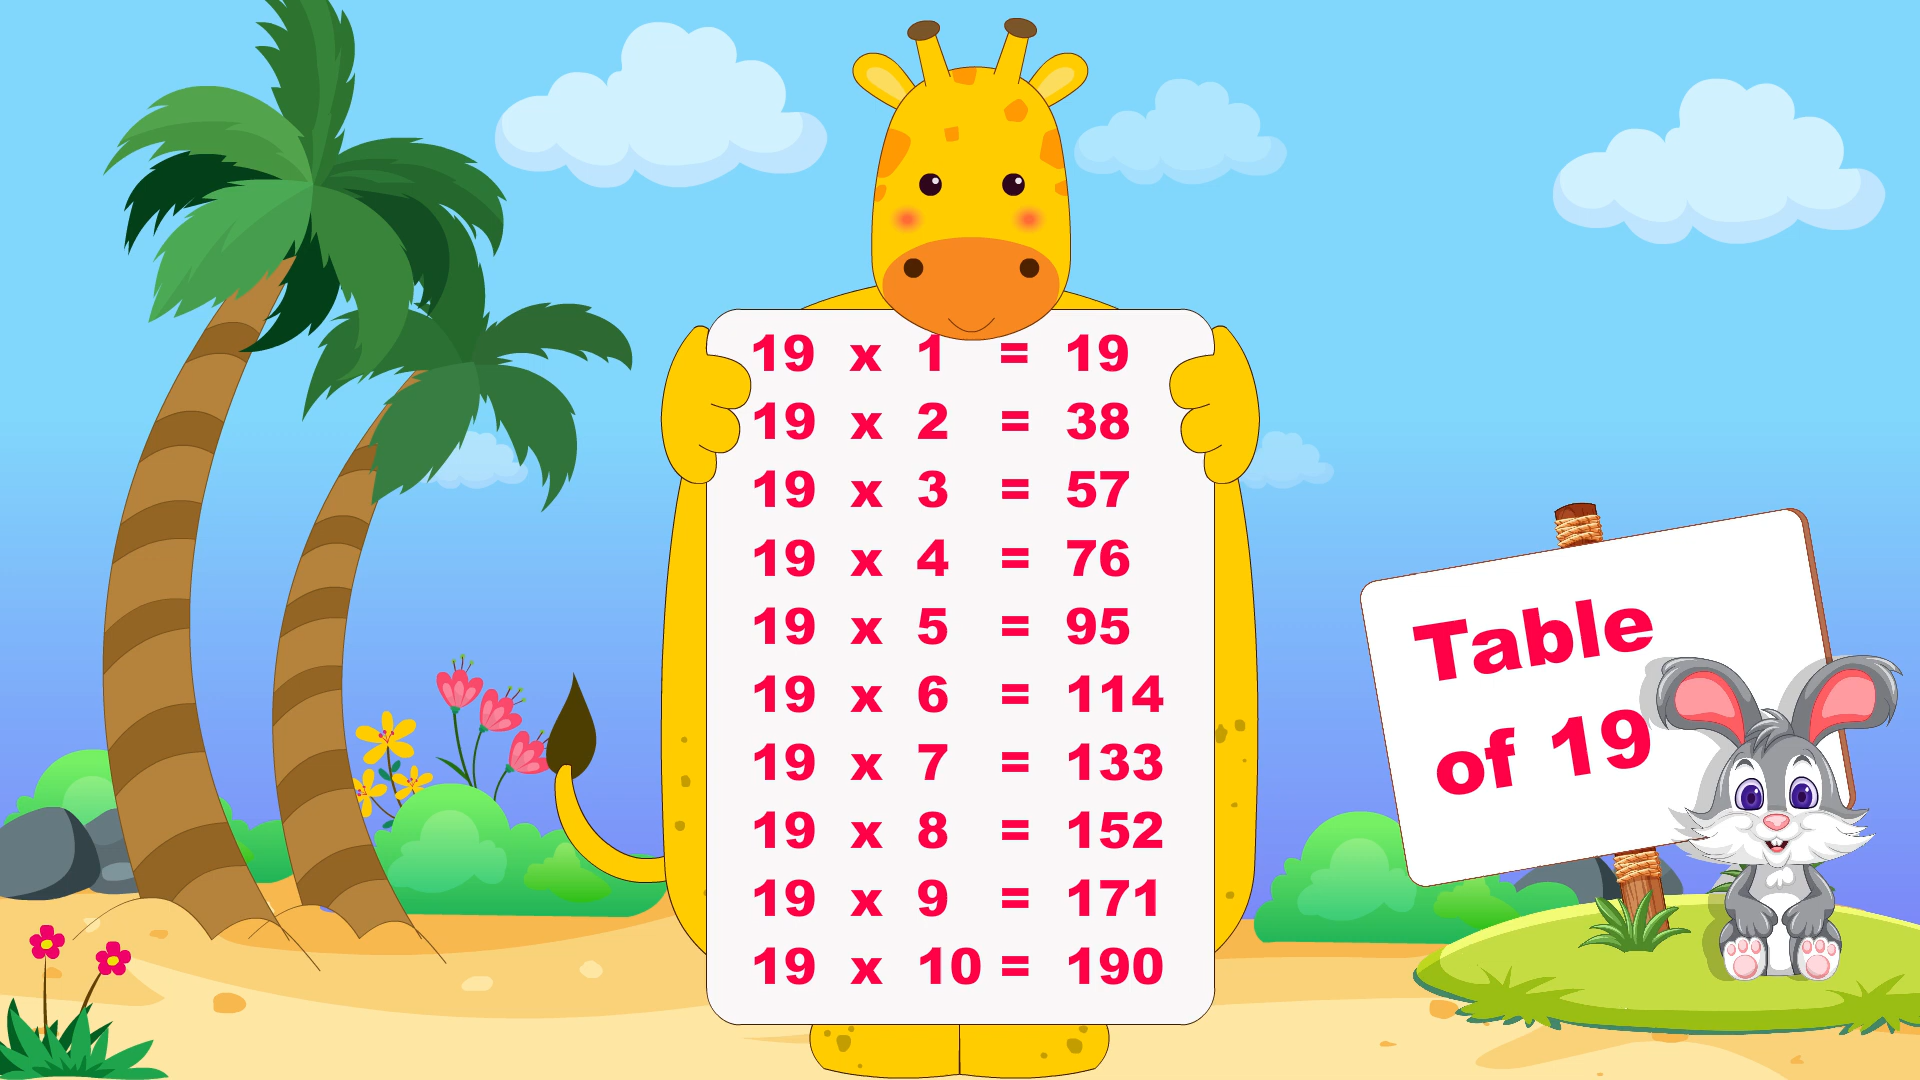 19 x 1 = 19
19 x 2 = 38
19 x 3 = 57
19 x 4 = 76
19 x 5 = 95
19 x 6 = 114
19 x 7 = 133
19 x 8 = 152
19 x 9 = 171
19 x 10 = 190
Table
of 19